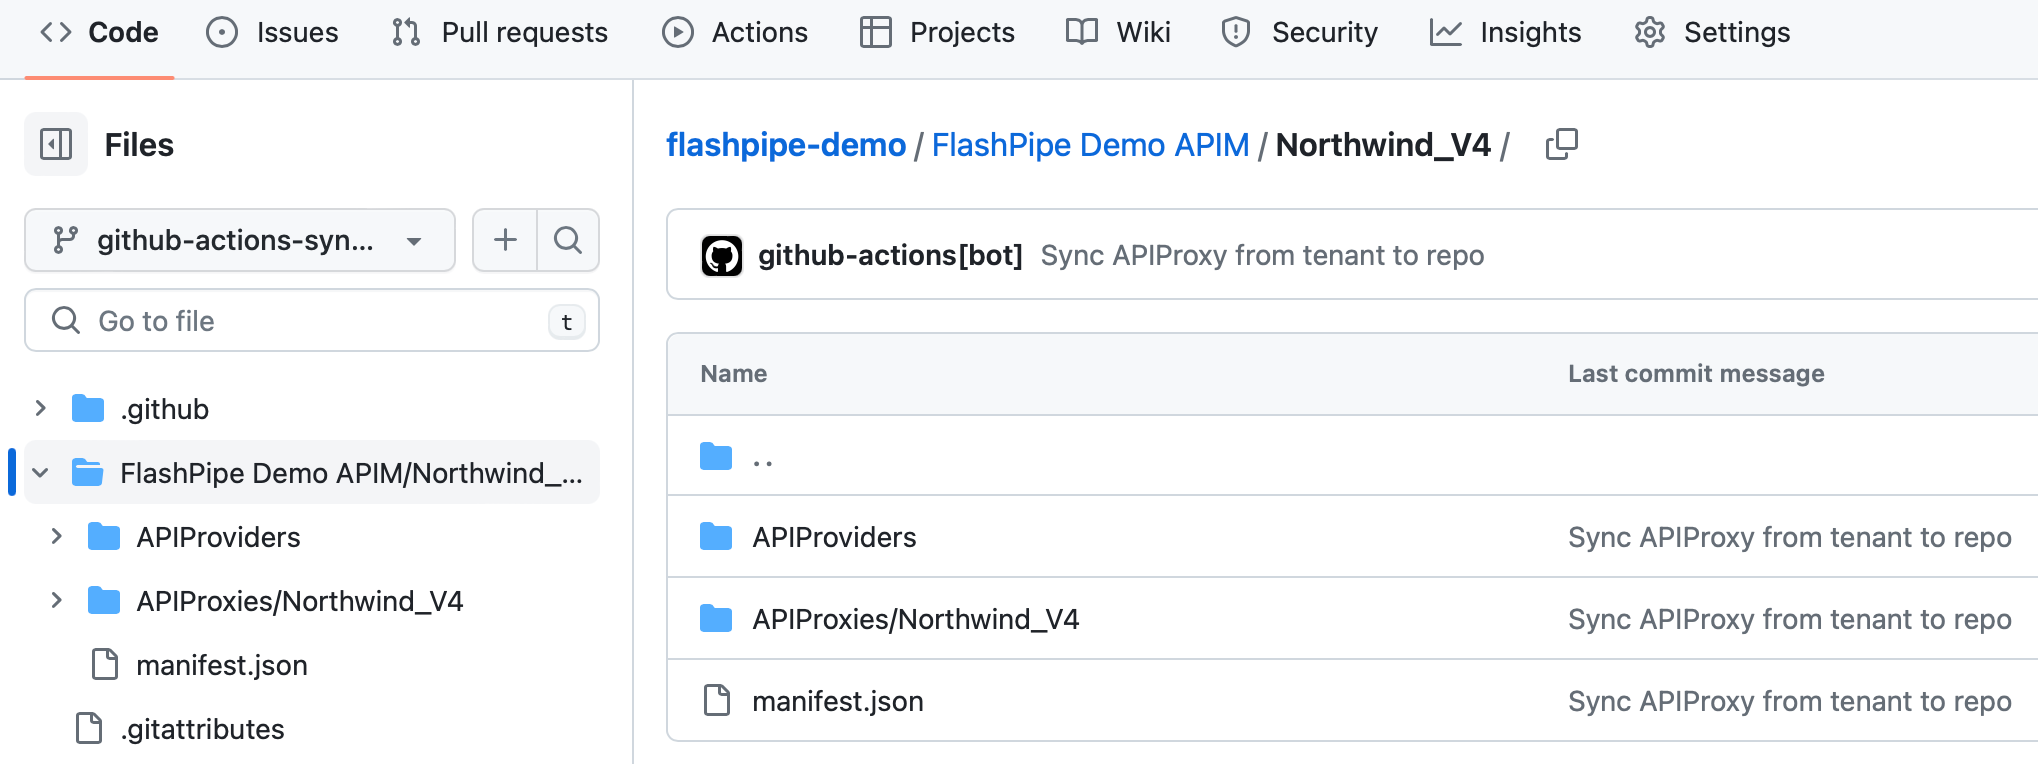 Code Issues Pull requests Actions Projects Wiki Security Insights Settings
Files
github-actions-syn...
Go to file t
.github
FlashPipe Demo APIM/Northwind_...
APIProviders
APIProxies/Northwind_V4
manifest.json
.gitattributes
flashpipe-demo / FlashPipe Demo APIM / Northwind_V4 /
github-actions[bot] Sync APIProxy from tenant to repo
Name Last commit message
..
APIProviders Sync APIProxy from tenant to repo
APIProxies/Northwind_V4 Sync APIProxy from tenant to repo
manifest.json Sync APIProxy from tenant to repo